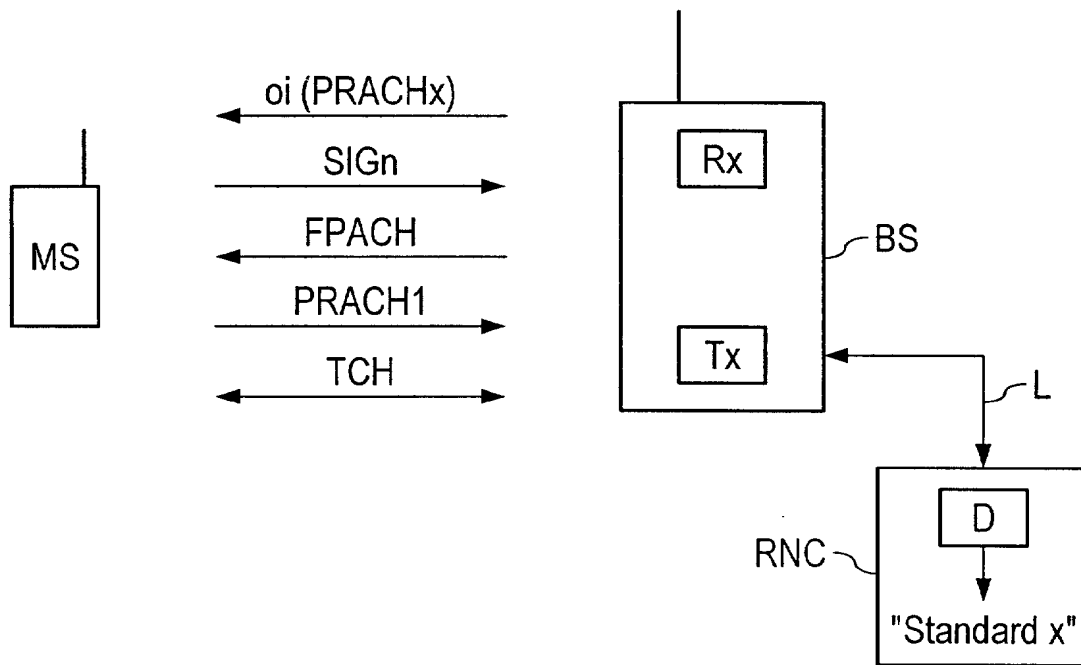 oi (PRACHx)
SIGn
FPACH
PRACH1
TCH
MS
Rx
Tx
BS
L
D
RNC
"Standard x"